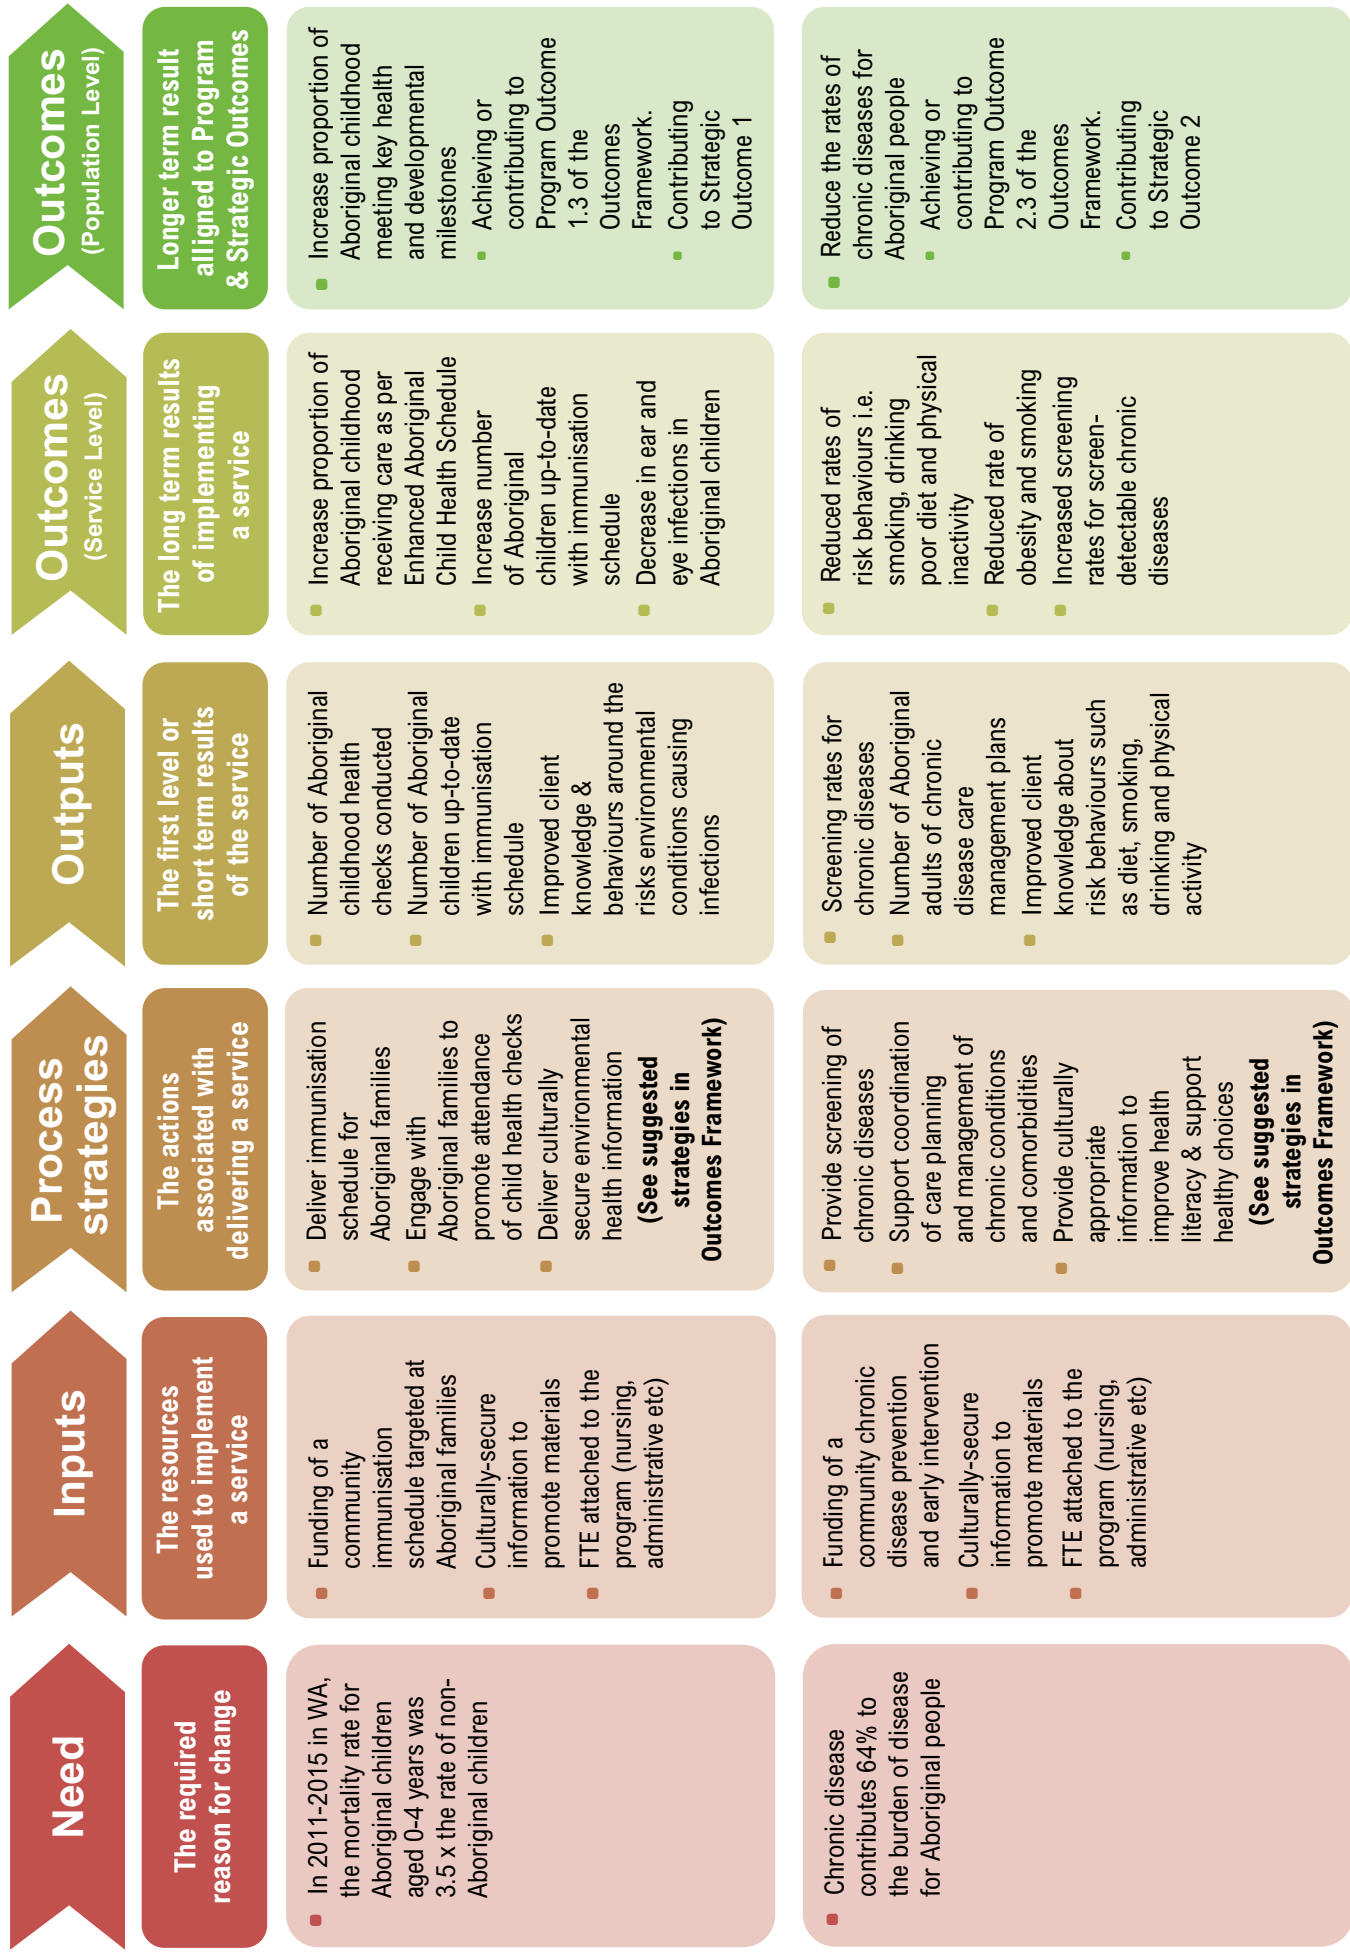 Need
The required
reason for change
Inputs
The resources
used to implement
a service
Process
strategies
The actions
associated with
delivering a service
Outputs
The first level or
short term results
of the service
Outcomes
(Service Level)
The long term results
of implementing
a service
Outcomes
(Population Level)
Longer term result
alligned to Program
& Strategic Outcomes
In 2011-2015 in WA,
the mortality rate for
Aboriginal children
aged 0-4 years was
3.5 x the rate of non-
Aboriginal children
Funding of a
community
immunisation
schedule targeted at
Aboriginal families
Culturally-secure
information to
promote materials
FTE attached to the
program (nursing,
administrative etc)
Deliver immunisation
schedule for
Aboriginal families
Engage with
Aboriginal families to
promote attendance
of child health checks
Deliver culturally
secure environmental
health information
(See suggested
strategies in
Outcomes Framework)
Number of Aboriginal
childhood health
checks conducted
Number of Aboriginal
children up-to-date
with immunisation
schedule
Improved client
knowledge &
behaviours around the
risks environmental
conditions causing
infections
Increase proportion of
Aboriginal childhood
receiving care as per
Enhanced Aboriginal
Child Health Schedule
Increase number
of Aboriginal
children up-to-date
with immunisation
schedule
Decrease in ear and
eye infections in
Aboriginal children
Increase proportion of
Aboriginal childhood
meeting key health
and developmental
milestones
Achieving or
contributing to
Program Outcome
1.3 of the
Outcomes
Framework.
Contributing
to Strategic
Outcome 1
Chronic disease
contributes 64% to
the burden of disease
for Aboriginal people
Funding of a
community chronic
disease prevention
and early intervention
Culturally-secure
information to
promote materials
FTE attached to the
program (nursing,
administrative etc)
Provide screening of
chronic diseases
Support coordination
of care planning
and management of
chronic conditions
and comorbidities
Provide culturally
appropriate
information to
improve health
literacy & support
healthy choices
(See suggested
strategies in
Outcomes Framework)
Screening rates for
chronic diseases
Number of Aboriginal
adults of chronic
disease care
management plans
Improved client
knowledge about
risk behaviours such
as diet, smoking,
drinking and physical
activity
Reduced rates of
risk behaviours i.e.
smoking, drinking
poor diet and physical
inactivity
Reduced rate of
obesity and smoking
Increased screening
rates for screen-
detectable chronic
diseases
Reduce the rates of
chronic diseases for
Aboriginal people
Achieving or
contributing to
Program Outcome
2.3 of the
Outcomes
Framework.
Contributing
to Strategic
Outcome 2